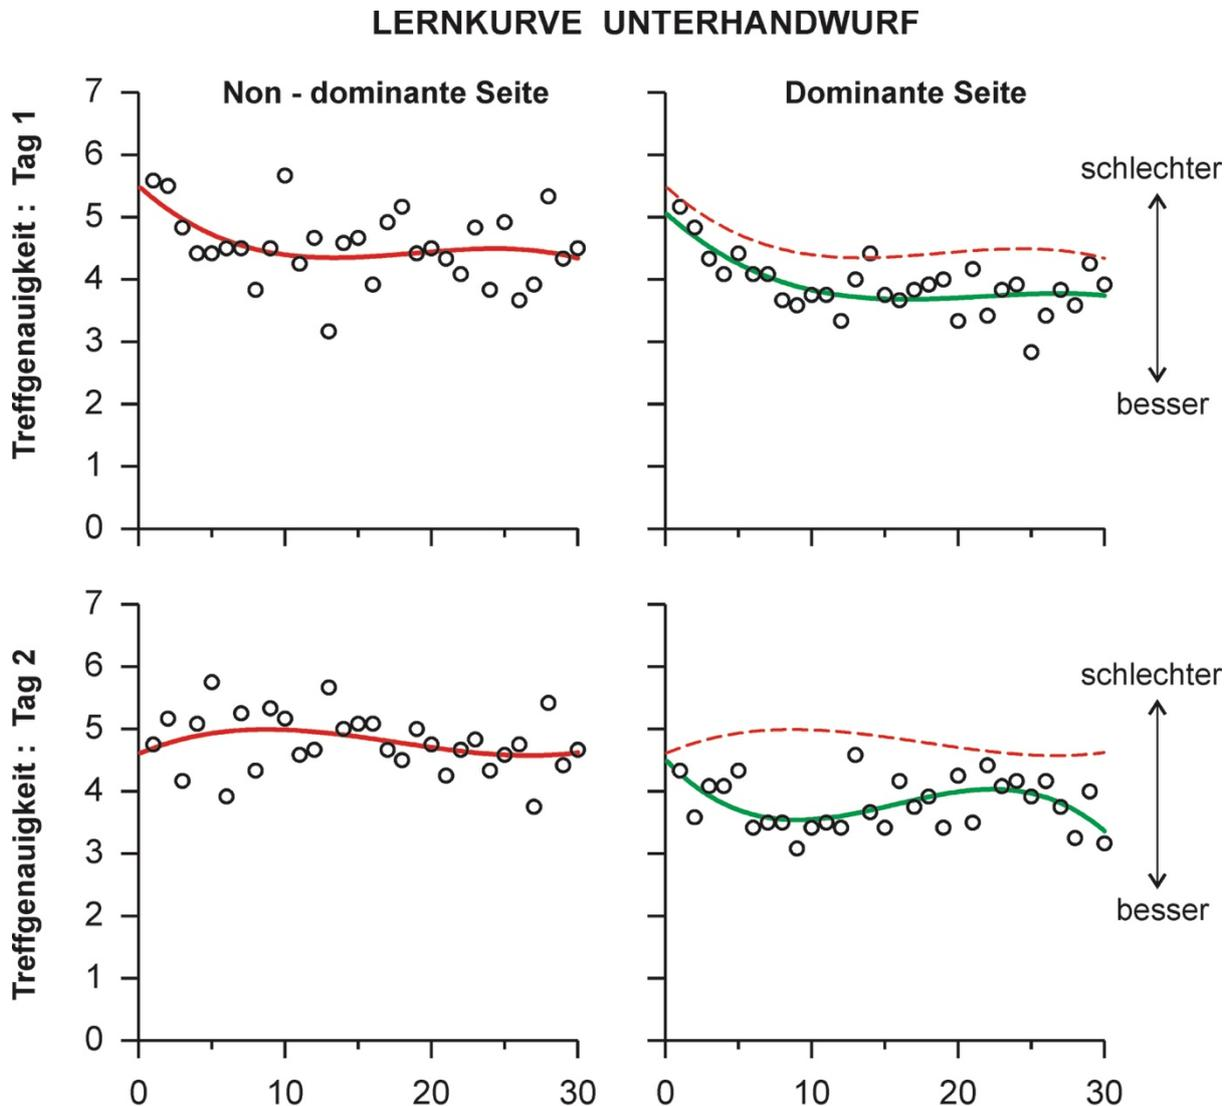 LERNKURVE UNTERHANDWURF
Non - dominante Seite
Dominante Seite
Treffgenauigkeit : Tag 1
7
6
5
4
3
2
1
0
schlechter
besser
Treffgenauigkeit : Tag 2
7
6
5
4
3
2
1
0
schlechter
besser
0 10 20 30
0 10 20 30